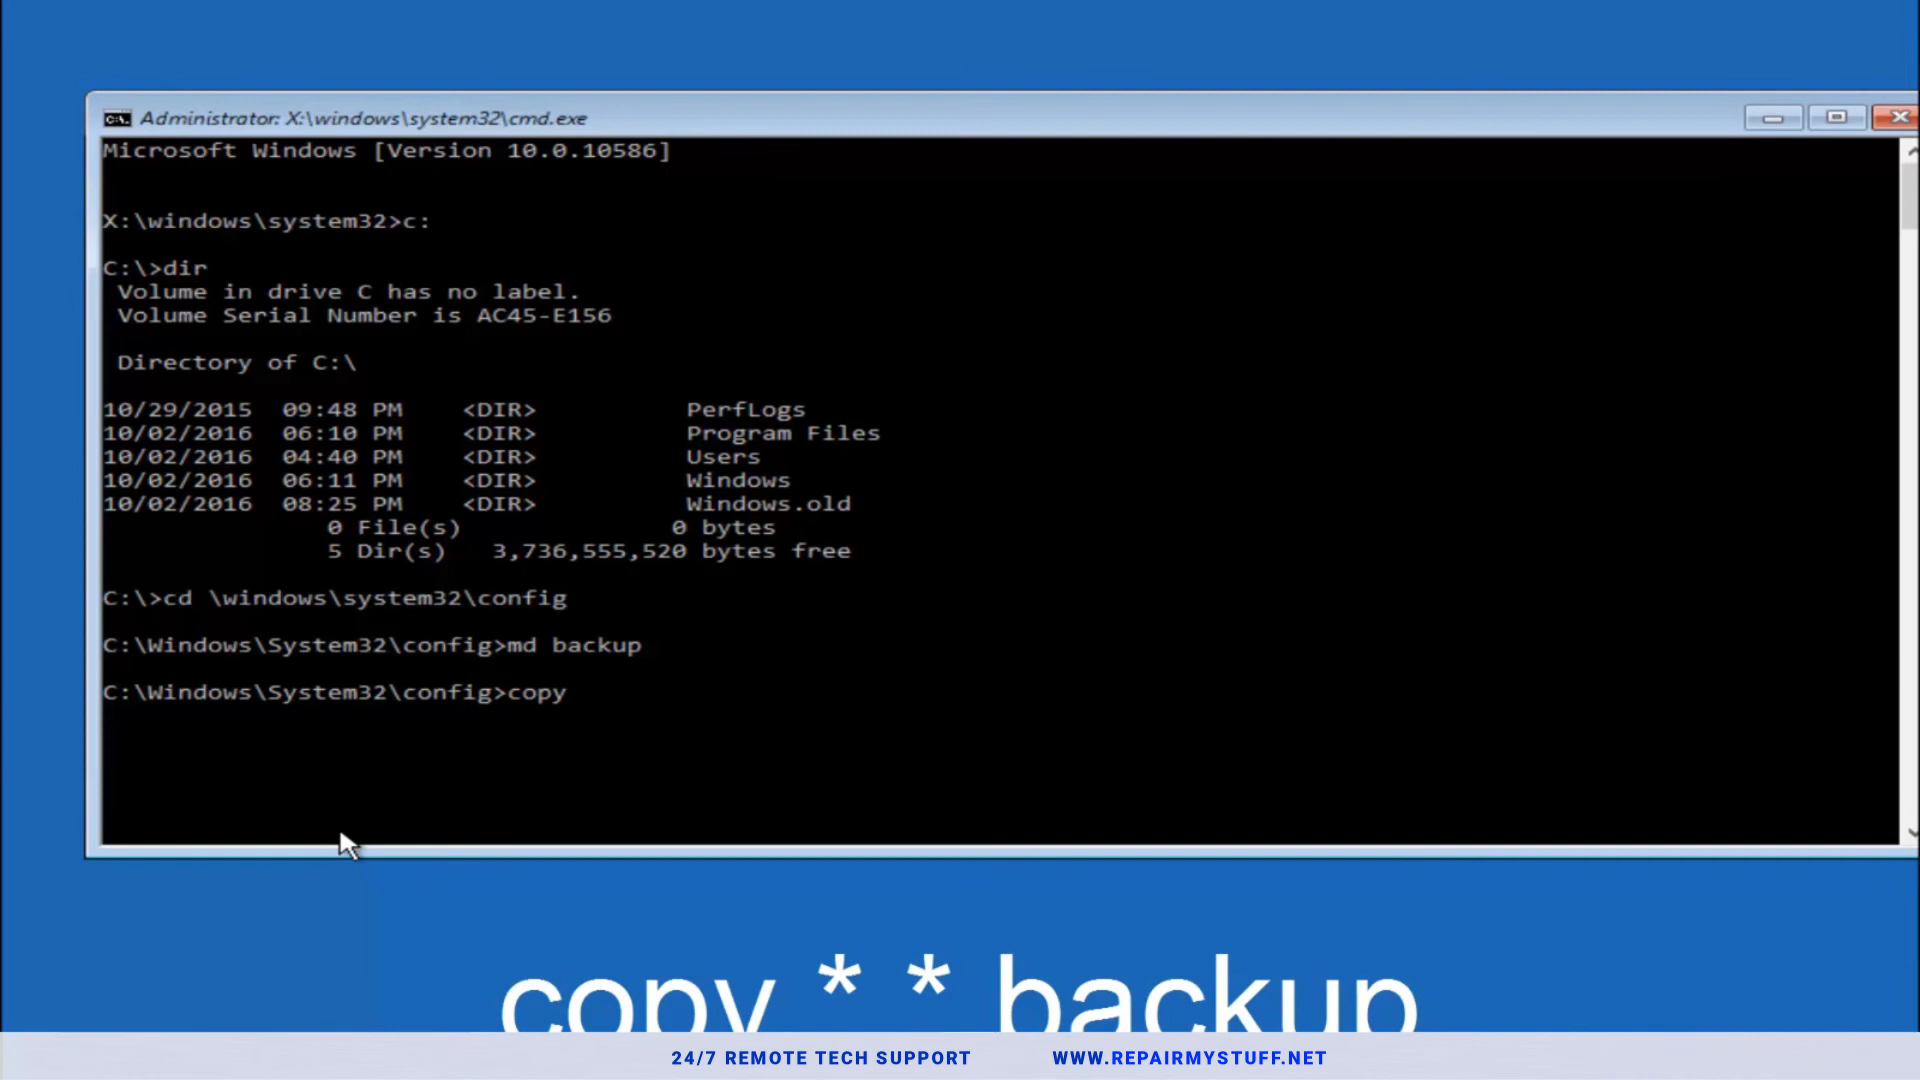 Administrator: X:\windows\system32\cmd.exe
Microsoft Windows [Version 10.0.10586]
X:\windows\system32>c:
C:\>dir
Volume in drive C has no label.
Volume Serial Number is AC45-E156
Directory of C:\
10/29/2015 09:48 PM <DIR> PerfLogs
10/02/2016 06:10 PM <DIR> Program Files
10/02/2016 04:40 PM <DIR> Users
10/02/2016 06:11 PM <DIR> Windows
10/02/2016 08:25 PM <DIR> Windows.old
0 File(s) 0 bytes
5 Dir(s) 3,736,555,520 bytes free
C:\>cd \windows\system32\config
C:\Windows\System32\config>md backup
C:\Windows\System32\config>copy
copy * * backup
24/7 REMOTE TECH SUPPORT WWW.REPAIRMYSTUFF.NET